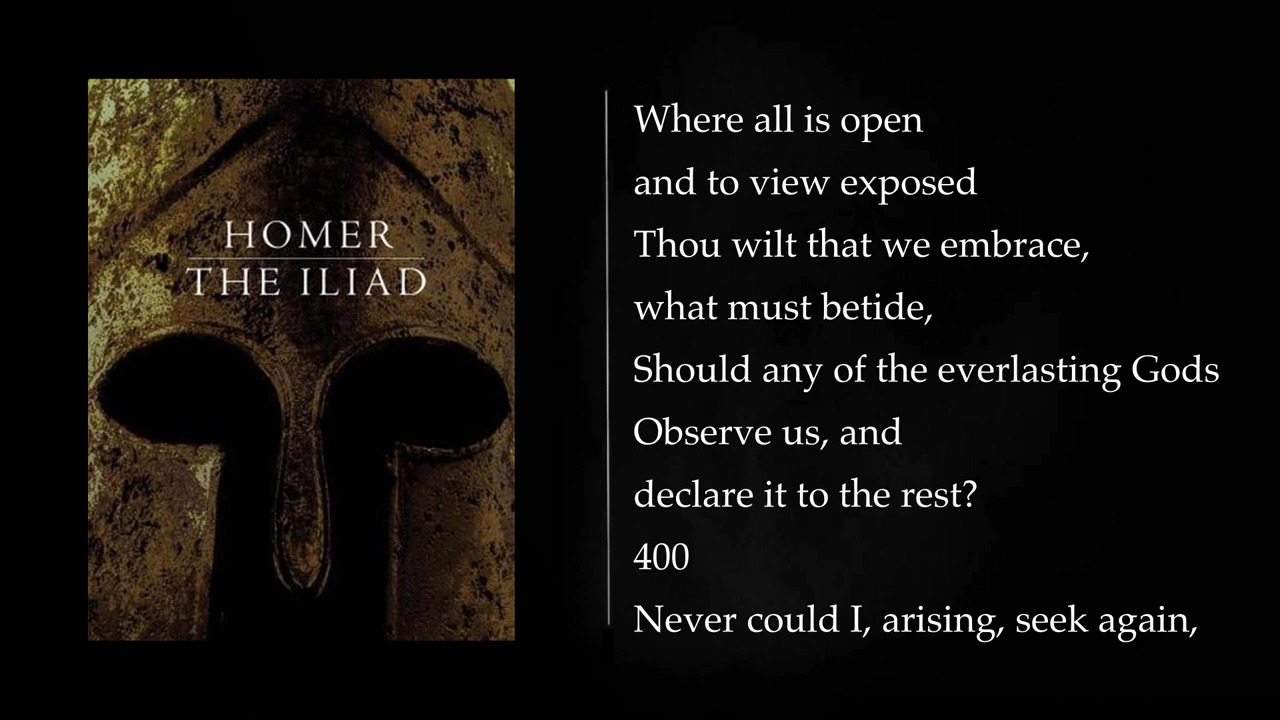 HOMER
THE ILIAD
Where all is open
and to view exposed
Thou wilt that we embrace,
what must betide,
Should any of the everlasting Gods
Observe us, and
declare it to the rest?
400
Never could I, arising, seek again,